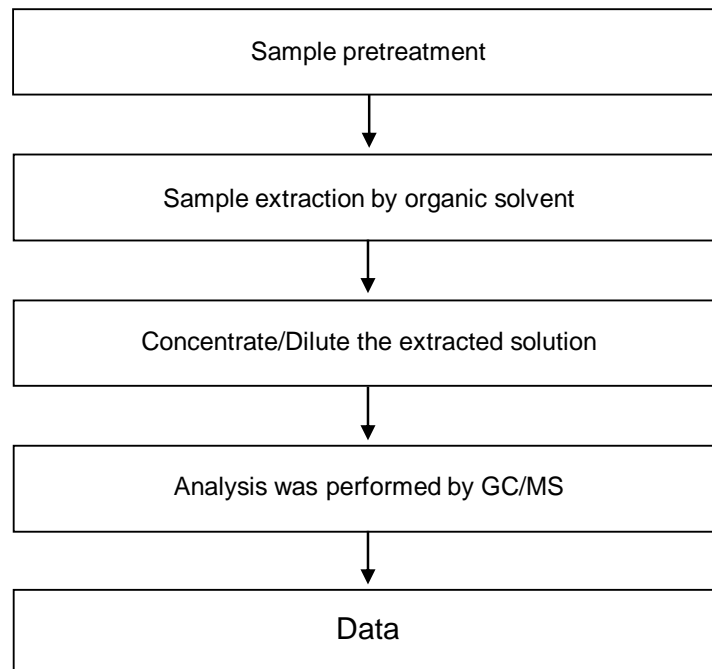 Sample pretreatment
Sample extraction by organic solvent
Concentrate/Dilute the extracted solution
Analysis was performed by GC/MS
Data